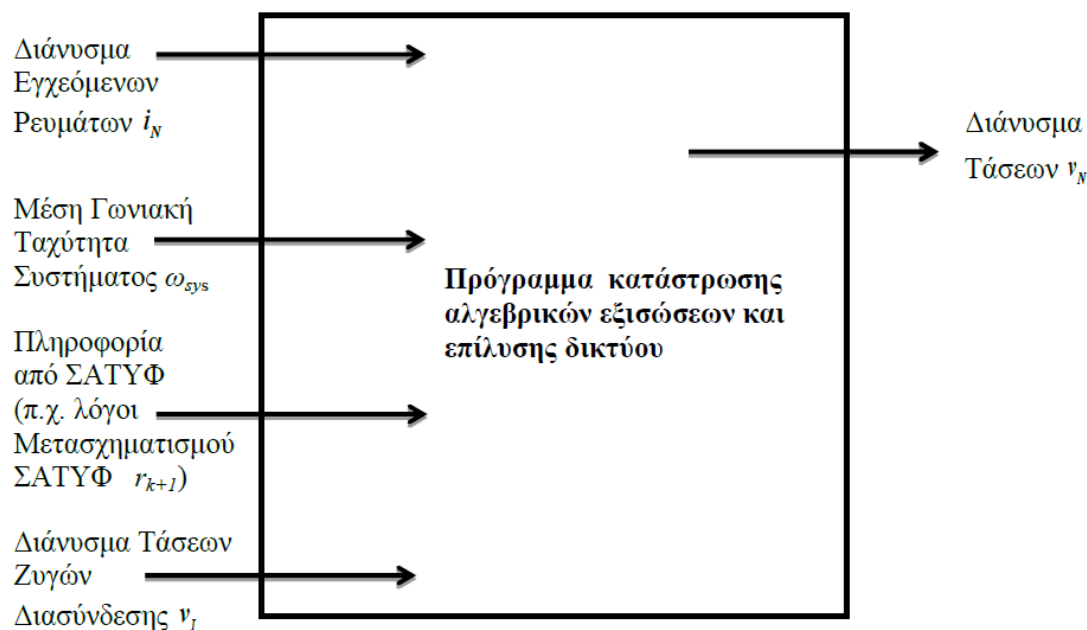 Διάνυσμα
Εγχεόμενων
Ρευμάτων i_N
Μέση Γωνιακή
Ταχύτητα
Συστήματος ω_sys
Πληροφορία
από ΣΑΤΥΦ
(π.χ. λόγοι
Μετασχηματισμού
ΣΑΤΥΦ r_k+1)
Διάνυσμα Τάσεων
Ζυγών
Διασύνδεσης v_I
Πρόγραμμα κατάστρωσης
αλγεβρικών εξισώσεων και
επίλυσης δικτύου
Διάνυσμα
Τάσεων v_N